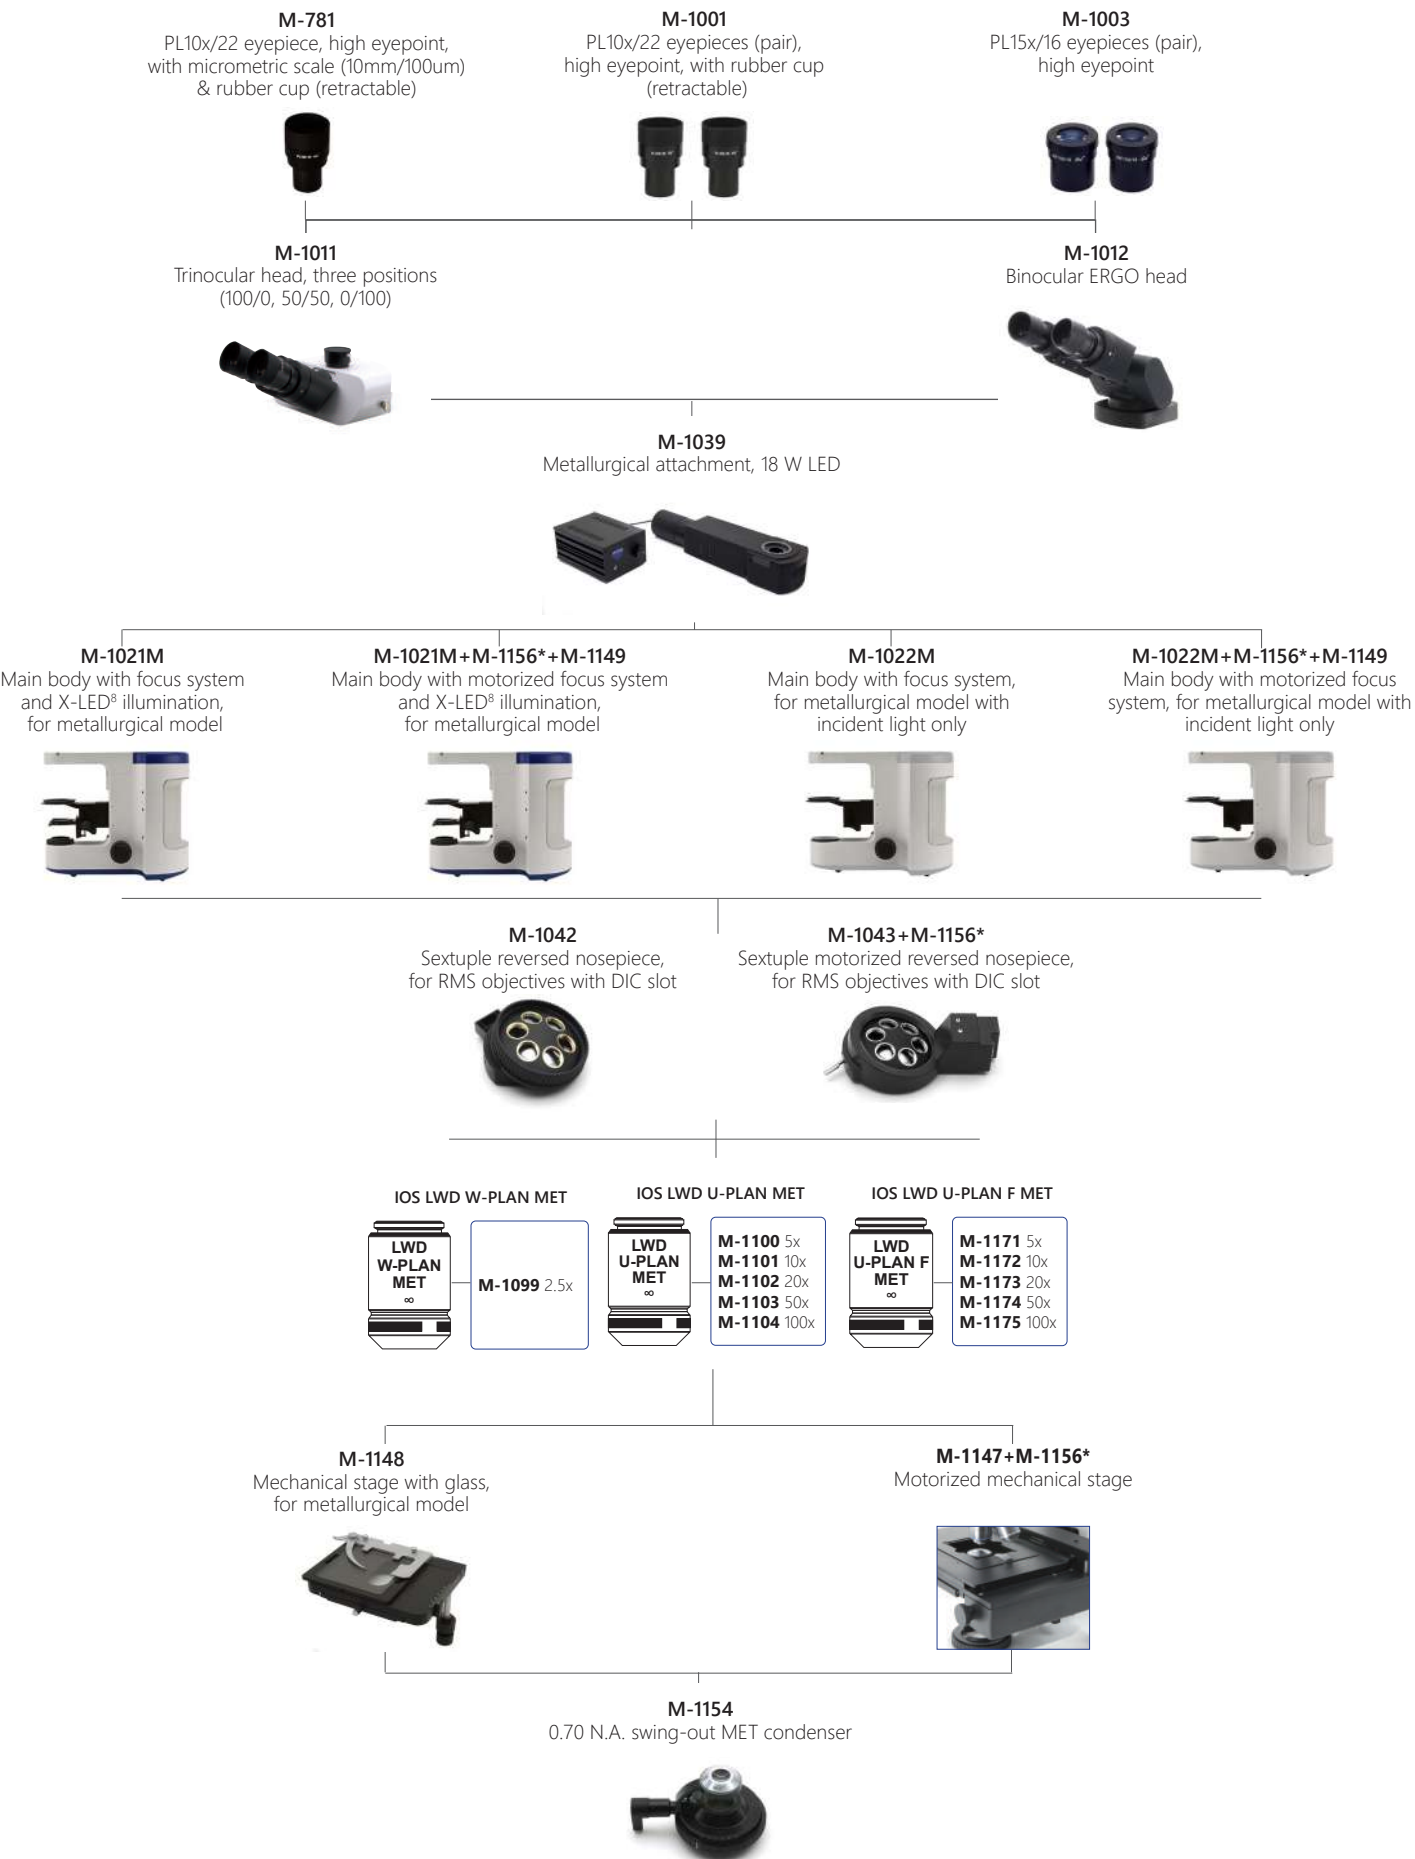 M-781
PL10x/22 eyepiece, high eyepoint,
with micrometric scale (10mm/100um)
& rubber cup (retractable)
M-1001
PL10x/22 eyepieces (pair),
high eyepoint, with rubber cup
(retractable)
M-1003
PL15x/16 eyepieces (pair),
high eyepoint
M-1011
Trinocular head, three positions
(100/0, 50/50, 0/100)
M-1012
Binocular ERGO head
M-1039
Metallurgical attachment, 18 W LED
M-1021M
Main body with focus system
and X-LED⁸ illumination,
for metallurgical model
M-1021M+M-1156*+M-1149
Main body with motorized focus system
and X-LED⁸ illumination,
for metallurgical model
M-1022M
Main body with focus system,
for metallurgical model with
incident light only
M-1022M+M-1156*+M-1149
Main body with motorized focus
system, for metallurgical model with
incident light only
M-1042
Sextuple reversed nosepiece,
for RMS objectives with DIC slot
M-1043+M-1156*
Sextuple motorized reversed nosepiece,
for RMS objectives with DIC slot
IOS LWD W-PLAN MET
LWD
W-PLAN
MET
∞
M-1099 2.5x
IOS LWD U-PLAN MET
LWD
U-PLAN
MET
∞
M-1100 5x
M-1101 10x
M-1102 20x
M-1103 50x
M-1104 100x
IOS LWD U-PLAN F MET
LWD
U-PLAN F
MET
∞
M-1171 5x
M-1172 10x
M-1173 20x
M-1174 50x
M-1175 100x
M-1148
Mechanical stage with glass,
for metallurgical model
M-1147+M-1156*
Motorized mechanical stage
M-1154
0.70 N.A. swing-out MET condenser